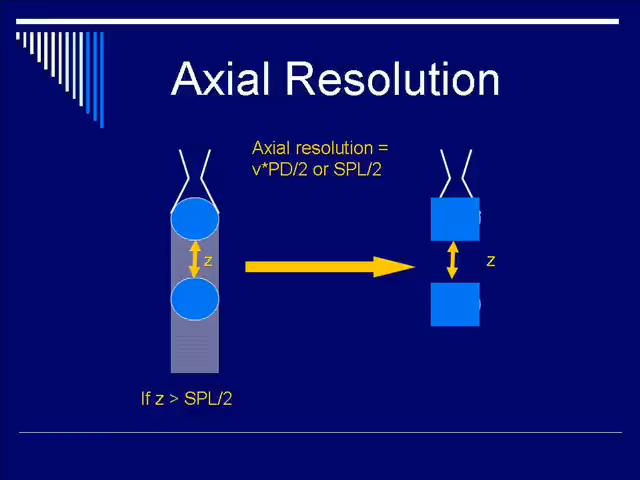 Axial Resolution
Axial resolution =
v*PD/2 or SPL/2
z
z
If z > SPL/2